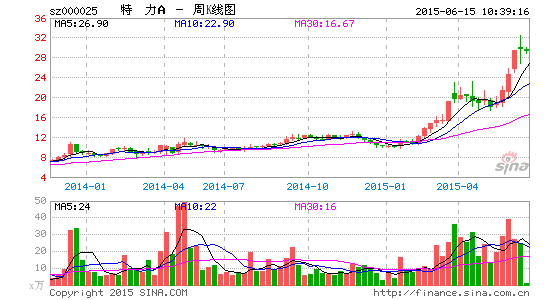 sz000025 特 力A - 周K线图 2015-06-15 10:39:16
MA5:26.90 MA10:22.90 MA30:16.67
36
32
28
24
20
16
12
8
4
sina
2014-01 2014-04 2014-07 2014-10 2015-01 2015-04
MA5:24 MA10:22 MA30:16
50
40
30
20
10
x万
Copyright 2015 SINA.COM http://finance.sina.com.cn